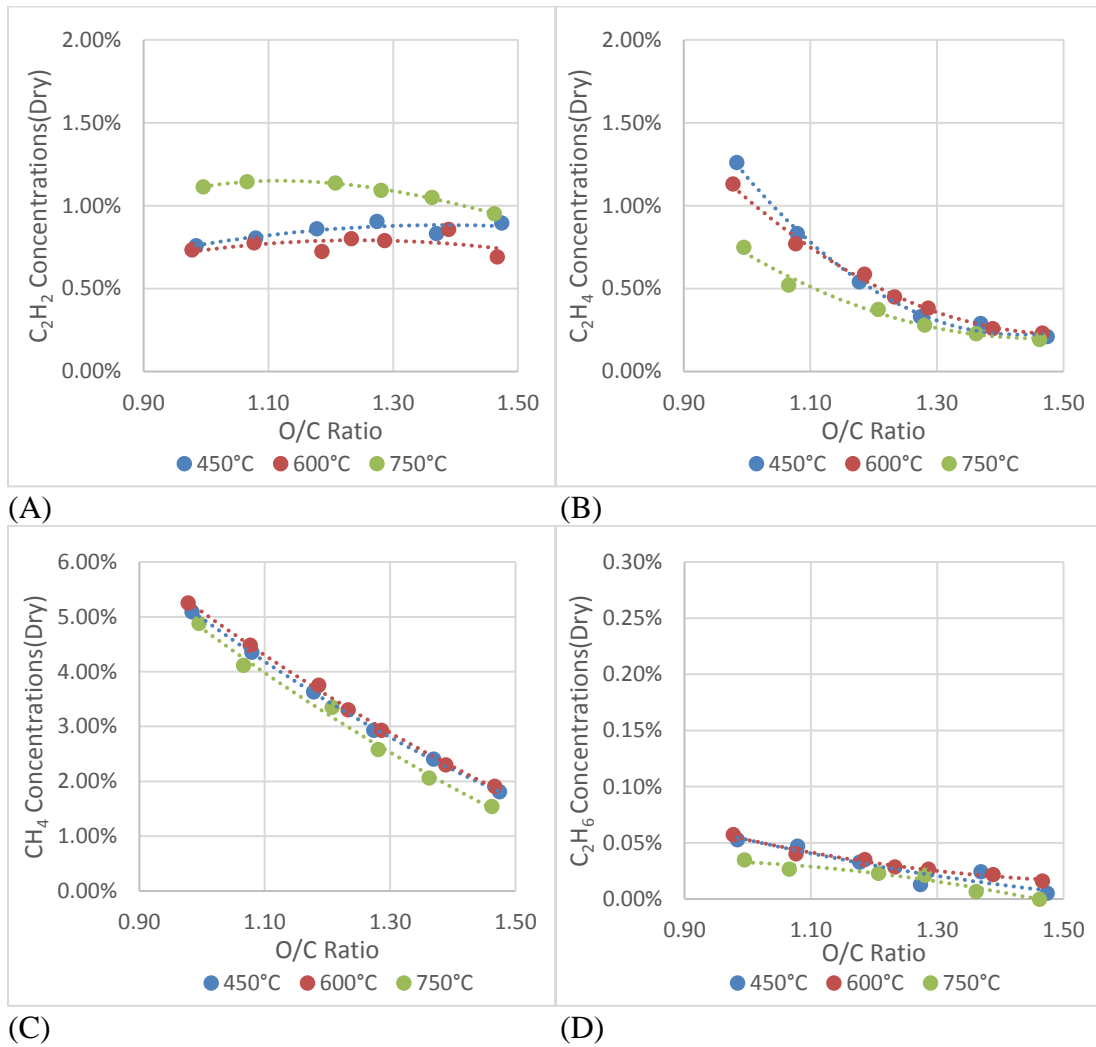 2.00%
1.50%
1.00%
0.50%
0.00%
0.90 1.10 1.30 1.50
C₂H₂ Concentrations(Dry)
O/C Ratio
450°C 600°C 750°C
(A)
2.00%
1.50%
1.00%
0.50%
0.00%
0.90 1.10 1.30 1.50
C₂H₄ Concentrations(Dry)
O/C Ratio
450°C 600°C 750°C
(B)
6.00%
5.00%
4.00%
3.00%
2.00%
1.00%
0.00%
0.90 1.10 1.30 1.50
CH₄ Concentrations(Dry)
O/C Ratio
450°C 600°C 750°C
(C)
0.30%
0.25%
0.20%
0.15%
0.10%
0.05%
0.00%
0.90 1.10 1.30 1.50
C₂H₆ Concentrations(Dry)
O/C Ratio
450°C 600°C 750°C
(D)